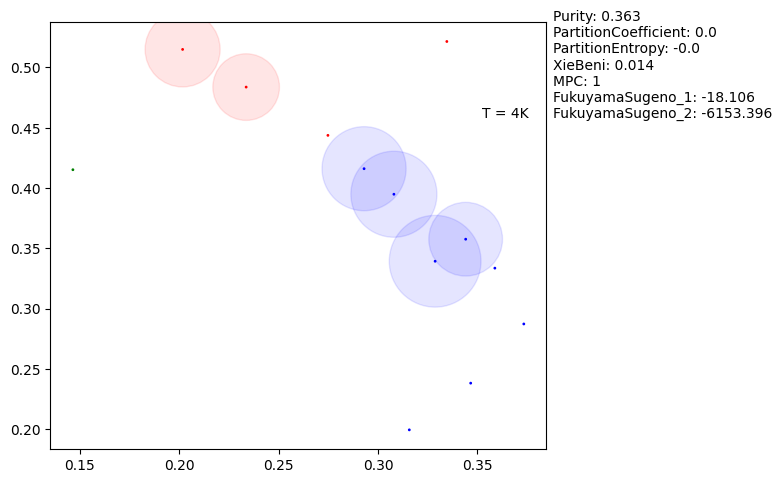 Purity: 0.363
PartitionCoefficient: 0.0
PartitionEntropy: -0.0
XieBeni: 0.014
MPC: 1
FukuyamaSugeno_1: -18.106
FukuyamaSugeno_2: -6153.396
T = 4K
0.50
0.45
0.40
0.35
0.30
0.25
0.20
0.15
0.20
0.25
0.30
0.35